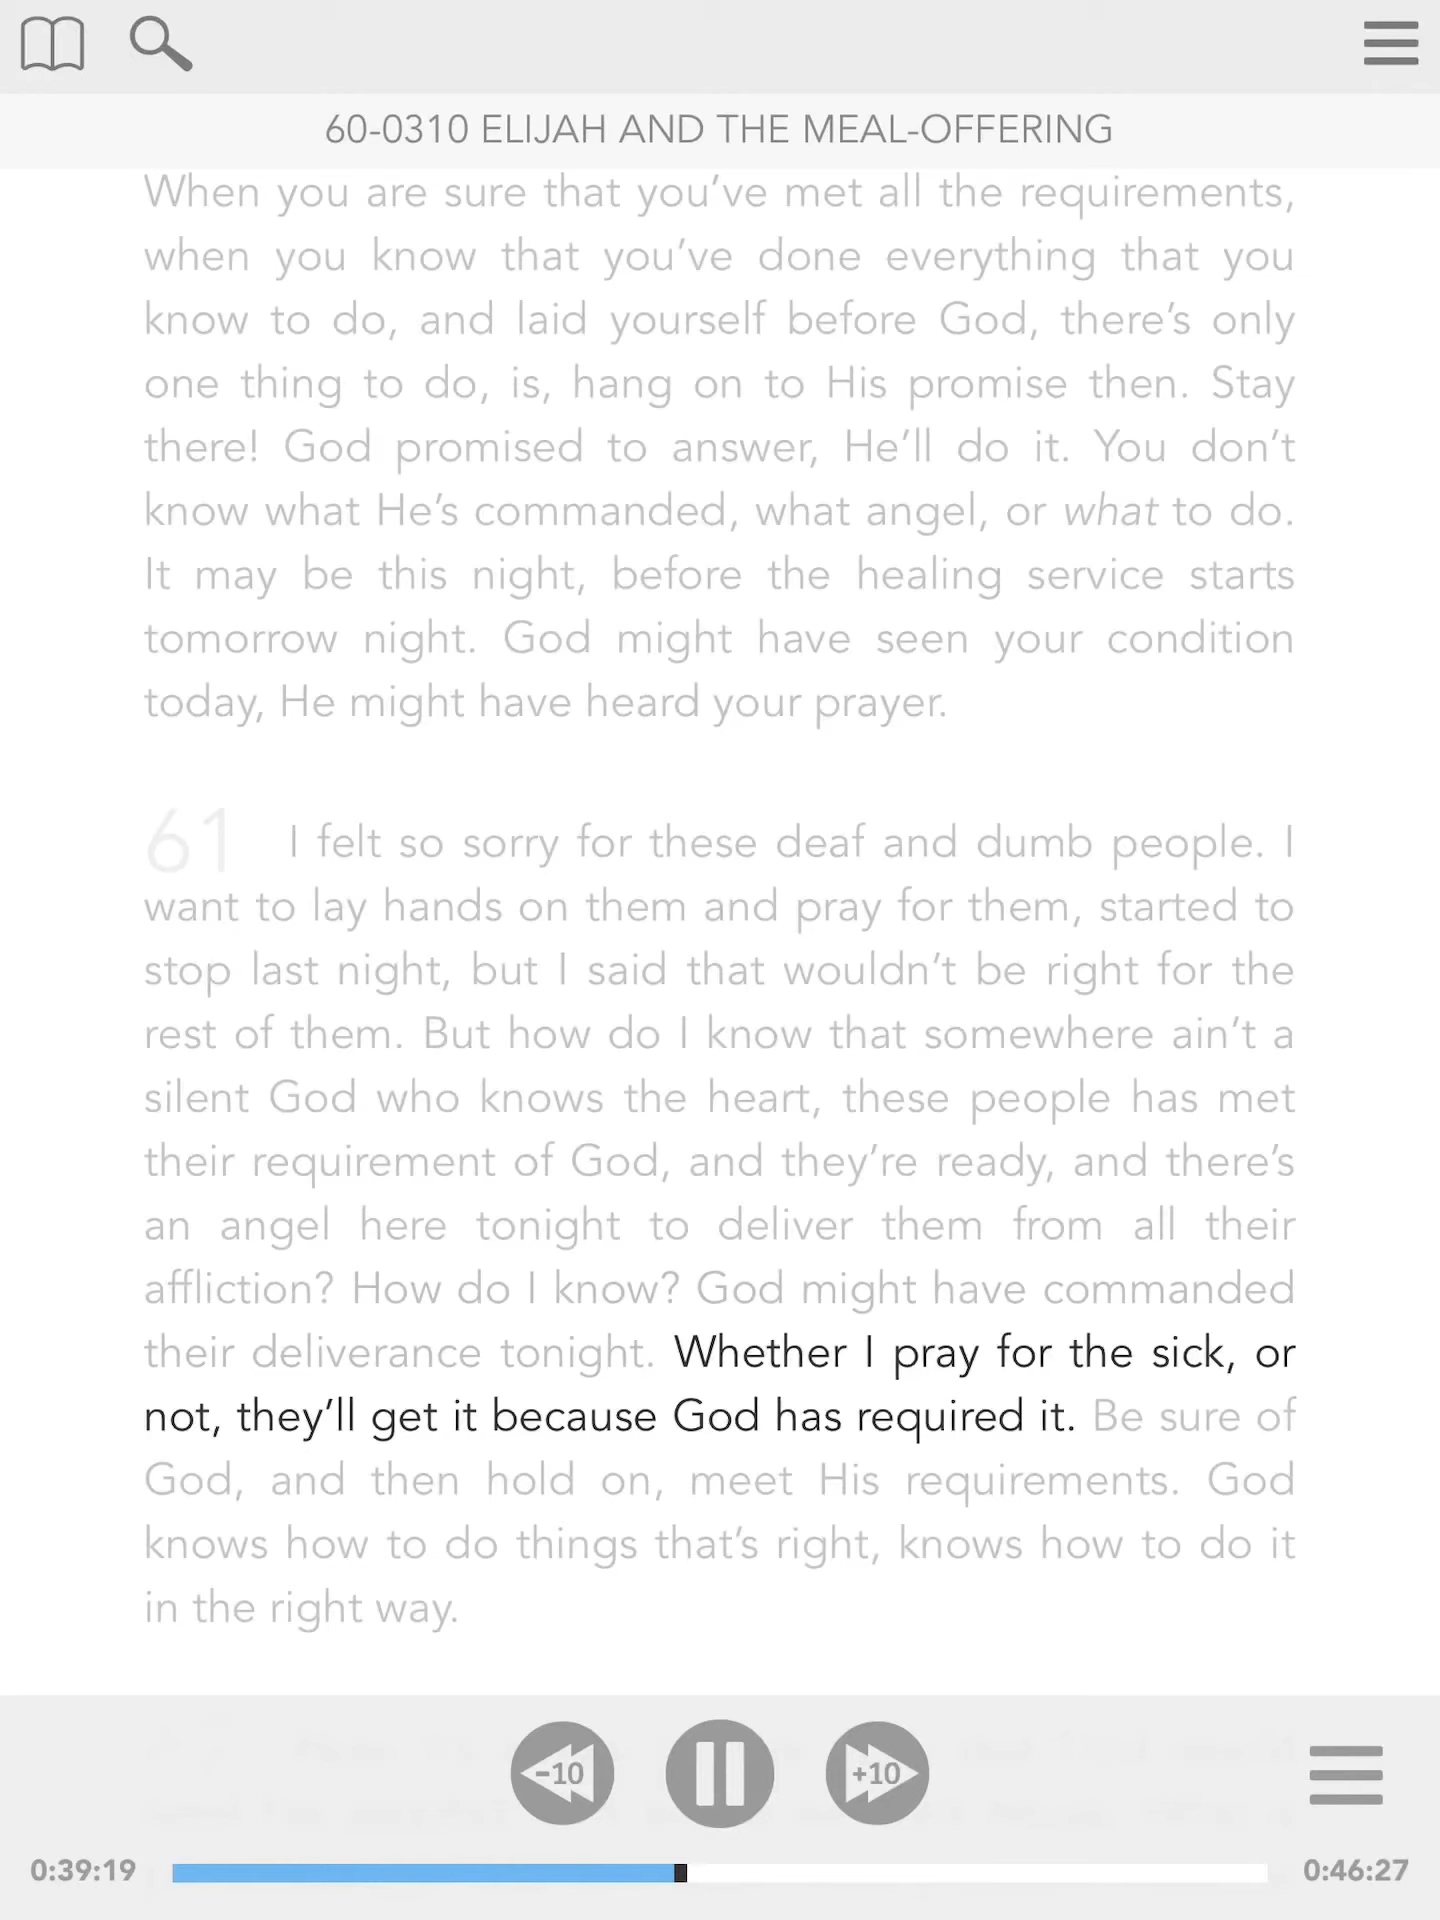 60-0310 ELIJAH AND THE MEAL-OFFERING
When you are sure that you’ve met all the requirements,
when you know that you’ve done everything that you
know to do, and laid yourself before God, there’s only
one thing to do, is, hang on to His promise then. Stay
there! God promised to answer, He’ll do it. You don’t
know what He’s commanded, what angel, or what to do.
It may be this night, before the healing service starts
tomorrow night. God might have seen your condition
today, He might have heard your prayer.
61 I felt so sorry for these deaf and dumb people. I
want to lay hands on them and pray for them, started to
stop last night, but I said that wouldn’t be right for the
rest of them. But how do I know that somewhere ain’t a
silent God who knows the heart, these people has met
their requirement of God, and they’re ready, and there’s
an angel here tonight to deliver them from all their
affliction? How do I know? God might have commanded
their deliverance tonight. Whether I pray for the sick, or
not, they’ll get it because God has required it. Be sure of
God, and then hold on, meet His requirements. God
knows how to do things that’s right, knows how to do it
in the right way.
-10 +10
0:39:19 0:46:27